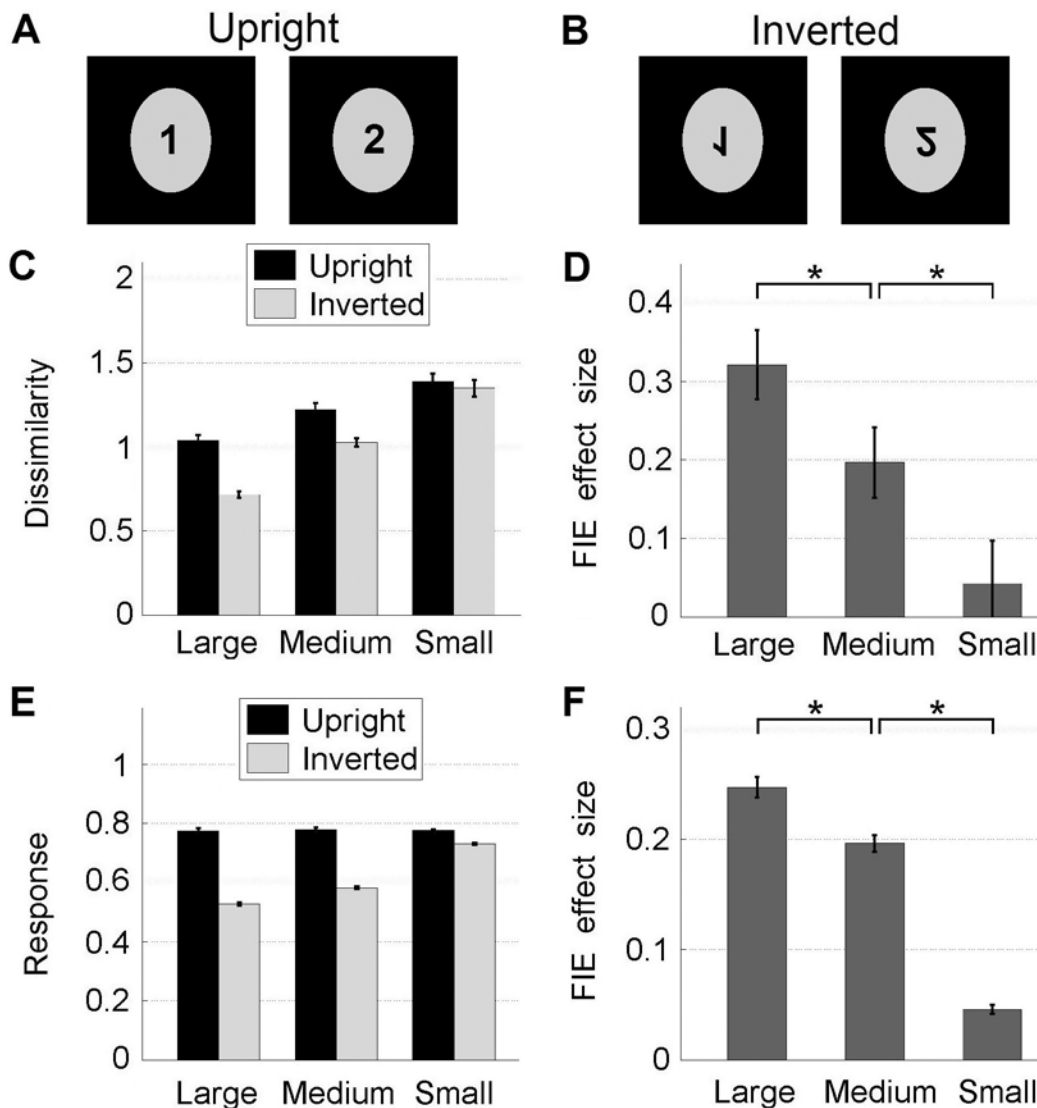 A Upright B Inverted
1 2 1 2
C Upright
Inverted
2
1.5
1
0.5
0
Dissimilarity
Large Medium Small
D * *
0.4
0.3
0.2
0.1
0
FIE effect size
Large Medium Small
E Upright
Inverted
1
0.8
0.6
0.4
0.2
0
Response
Large Medium Small
F * *
0.3
0.2
0.1
0
FIE effect size
Large Medium Small